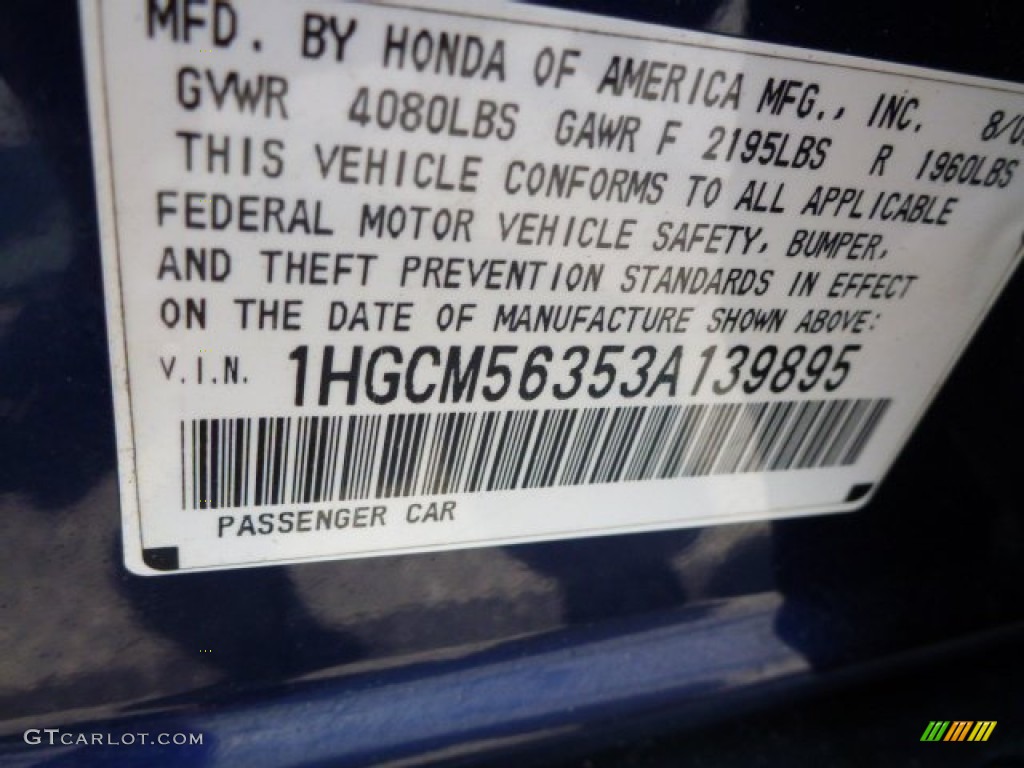 MFD. BY HONDA OF AMERICA MFG., INC. 8/0
GVWR 4080LBS GAWR F 2195LBS R 1960LBS
THIS VEHICLE CONFORMS TO ALL APPLICABLE
FEDERAL MOTOR VEHICLE SAFETY, BUMPER,
AND THEFT PREVENTION STANDARDS IN EFFECT
ON THE DATE OF MANUFACTURE SHOWN ABOVE:
V.I.N. 1HGCM56353A139895
PASSENGER CAR
GTCARLOT.COM